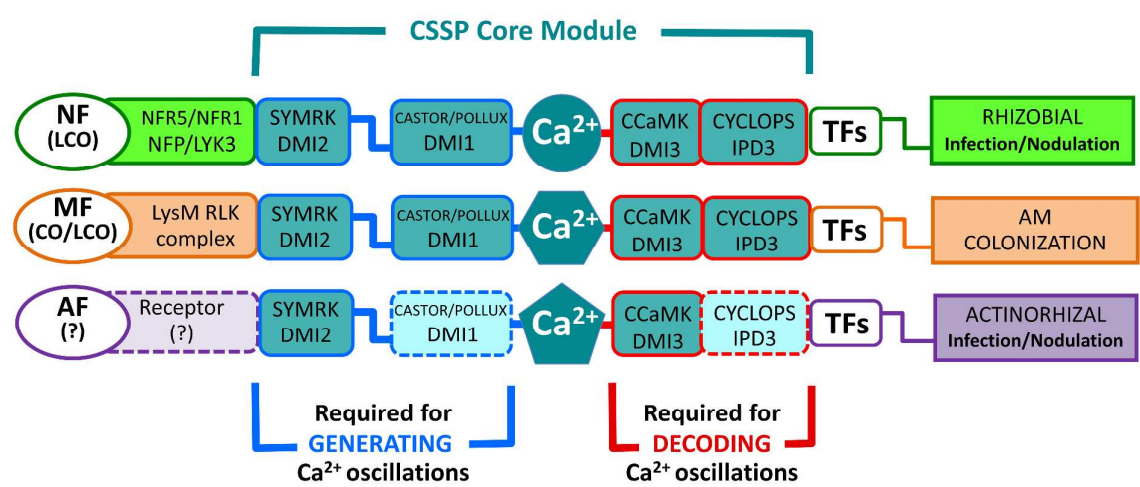 CSSP Core Module
NF
(LCO)
NFR5/NFR1
NFP/LYK3
SYMRK
DMI2
CASTOR/POLLUX
DMI1
Ca²⁺
CCaMK
DMI3
CYCLOPS
IPD3
TFs
RHIZOBIAL
Infection/Nodulation
MF
(CO/LCO)
LysM RLK
complex
SYMRK
DMI2
CASTOR/POLLUX
DMI1
Ca²⁺
CCaMK
DMI3
CYCLOPS
IPD3
TFs
AM
COLONIZATION
AF
(?)
Receptor
(?)
SYMRK
DMI2
CASTOR/POLLUX
DMI1
Ca²⁺
CCaMK
DMI3
CYCLOPS
IPD3
TFs
ACTINORHIZAL
Infection/Nodulation
Required for
GENERATING
Ca²⁺ oscillations
Required for
DECODING
Ca²⁺ oscillations